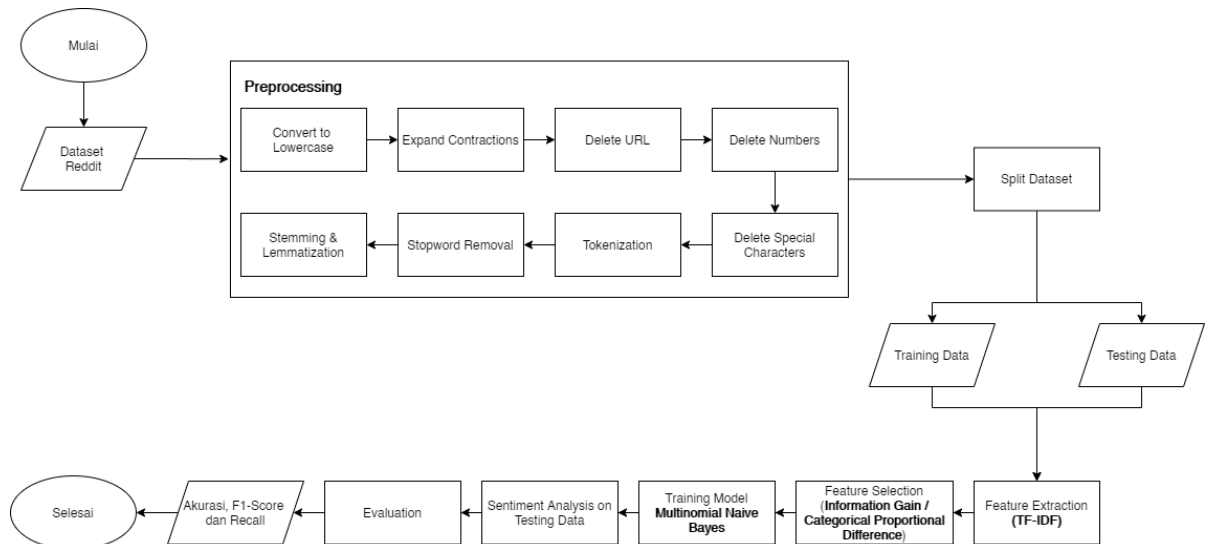 Mulai
Dataset
Reddit
Preprocessing
Convert to
Lowercase
Expand Contractions
Delete URL
Delete Numbers
Delete Special
Characters
Tokenization
Stopword Removal
Stemming &
Lemmatization
Split Dataset
Training Data
Testing Data
Feature Extraction
(TF-IDF)
Feature Selection
(Information Gain /
Categorical Proportional
Difference)
Training Model
Multinomial Naive
Bayes
Sentiment Analysis on
Testing Data
Evaluation
Akurasi, F1-Score
dan Recall
Selesai